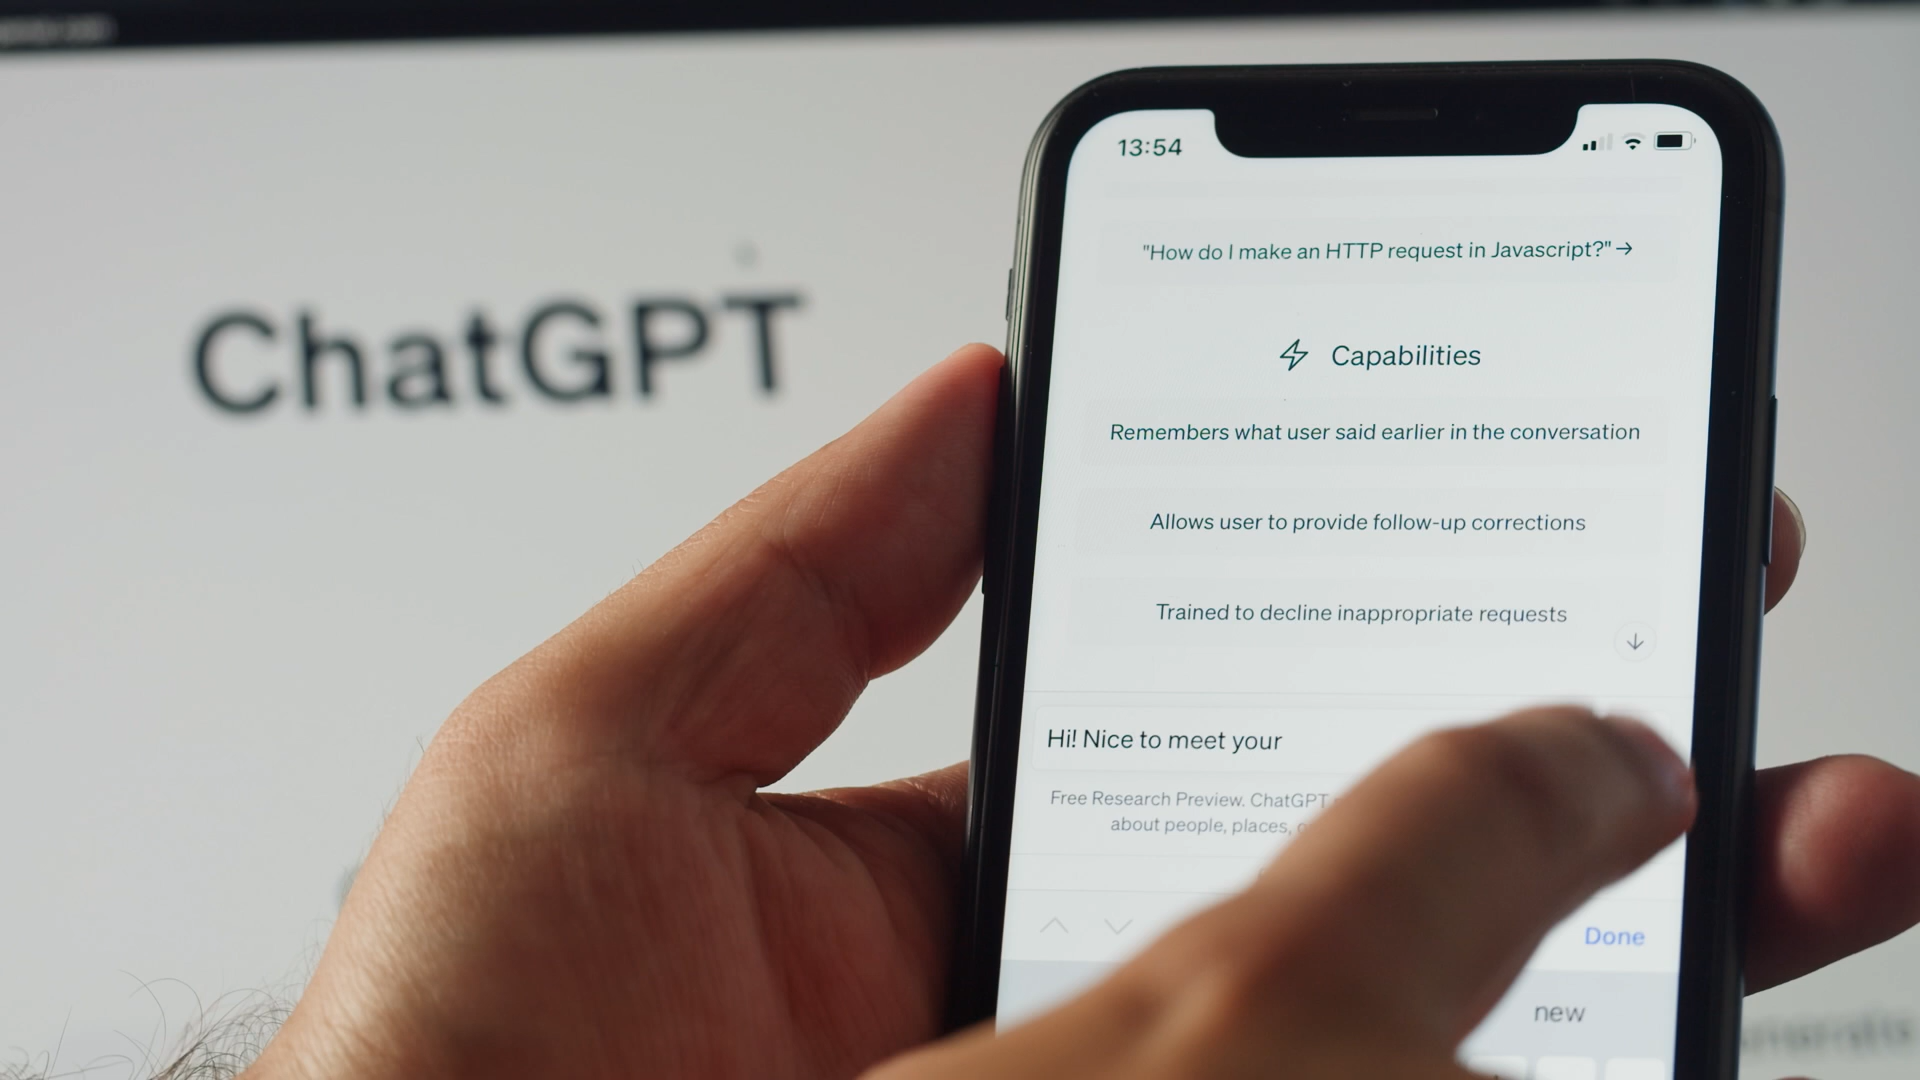 ChatGPT
13:54
"How do I make an HTTP request in Javascript?" →
Capabilities
Remembers what user said earlier in the conversation
Allows user to provide follow-up corrections
Trained to decline inappropriate requests
Hi! Nice to meet your
Free Research Preview. ChatGPT
about people, places,
Done
new